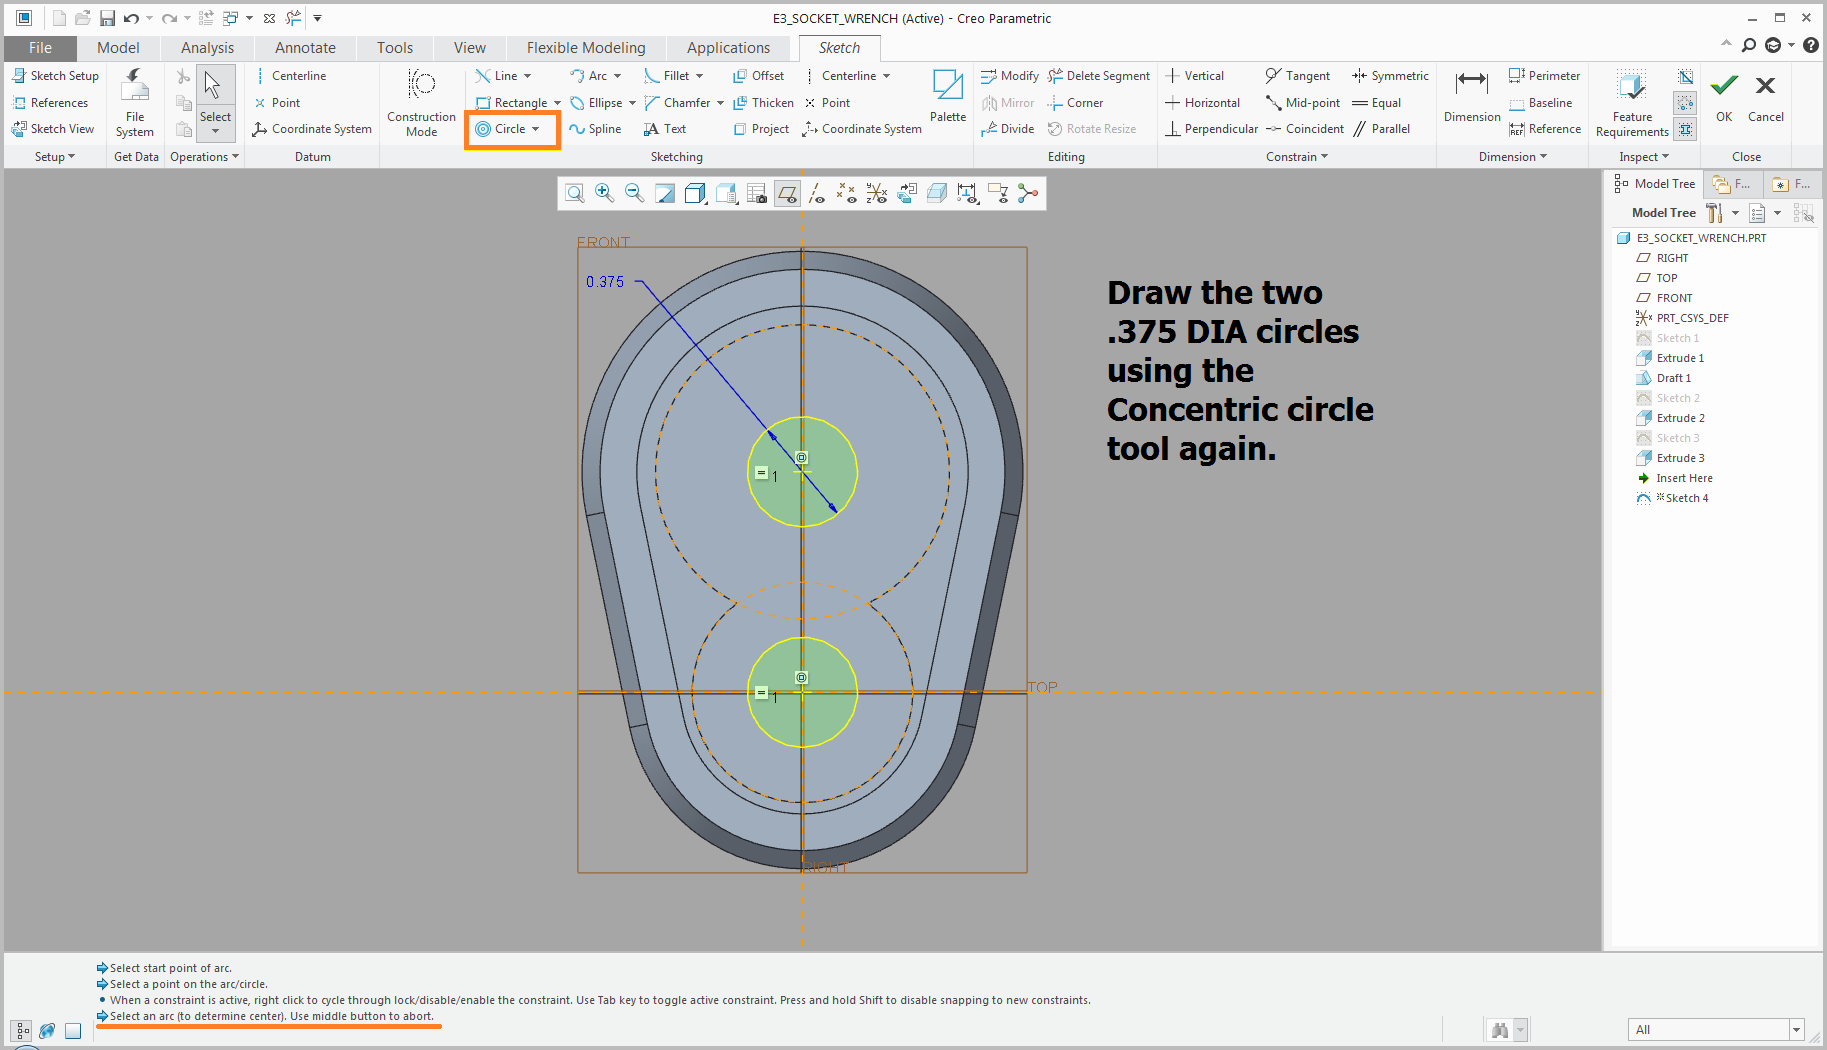 E3_SOCKET_WRENCH (Active) - Creo Parametric
File Model Analysis Annotate Tools View Flexible Modeling Applications Sketch
Sketch Setup Centerline Line Arc Fillet Offset Centerline Modify Delete Segment Vertical Tangent Symmetric Perimeter
References Point Rectangle Ellipse Chamfer Thicken Point Mirror Corner Horizontal Mid-point Equal Baseline
Sketch View Coordinate System Circle Spline Text Project Coordinate System Divide Rotate Resize Perpendicular Coincident Parallel Reference
File System
Select
Construction Mode
Palette
Dimension
Feature Requirements
OK Cancel
Setup Get Data Operations Datum Sketching Editing Constrain Dimension Inspect Close
Model Tree F... F...
Model Tree
E3_SOCKET_WRENCH.PRT
RIGHT
TOP
FRONT
PRT_CSYS_DEF
Sketch 1
Extrude 1
Draft 1
Sketch 2
Extrude 2
Sketch 3
Extrude 3
Insert Here
Sketch 4
FRONT
0.375
= 1
= 1
TOP
RIGHT
Draw the two
.375 DIA circles
using the
Concentric circle
tool again.
Select start point of arc.
Select a point on the arc/circle.
When a constraint is active, right click to cycle through lock/disable/enable the constraint. Use Tab key to toggle active constraint. Press and hold Shift to disable snapping to new constraints.
Select an arc (to determine center). Use middle button to abort.
All